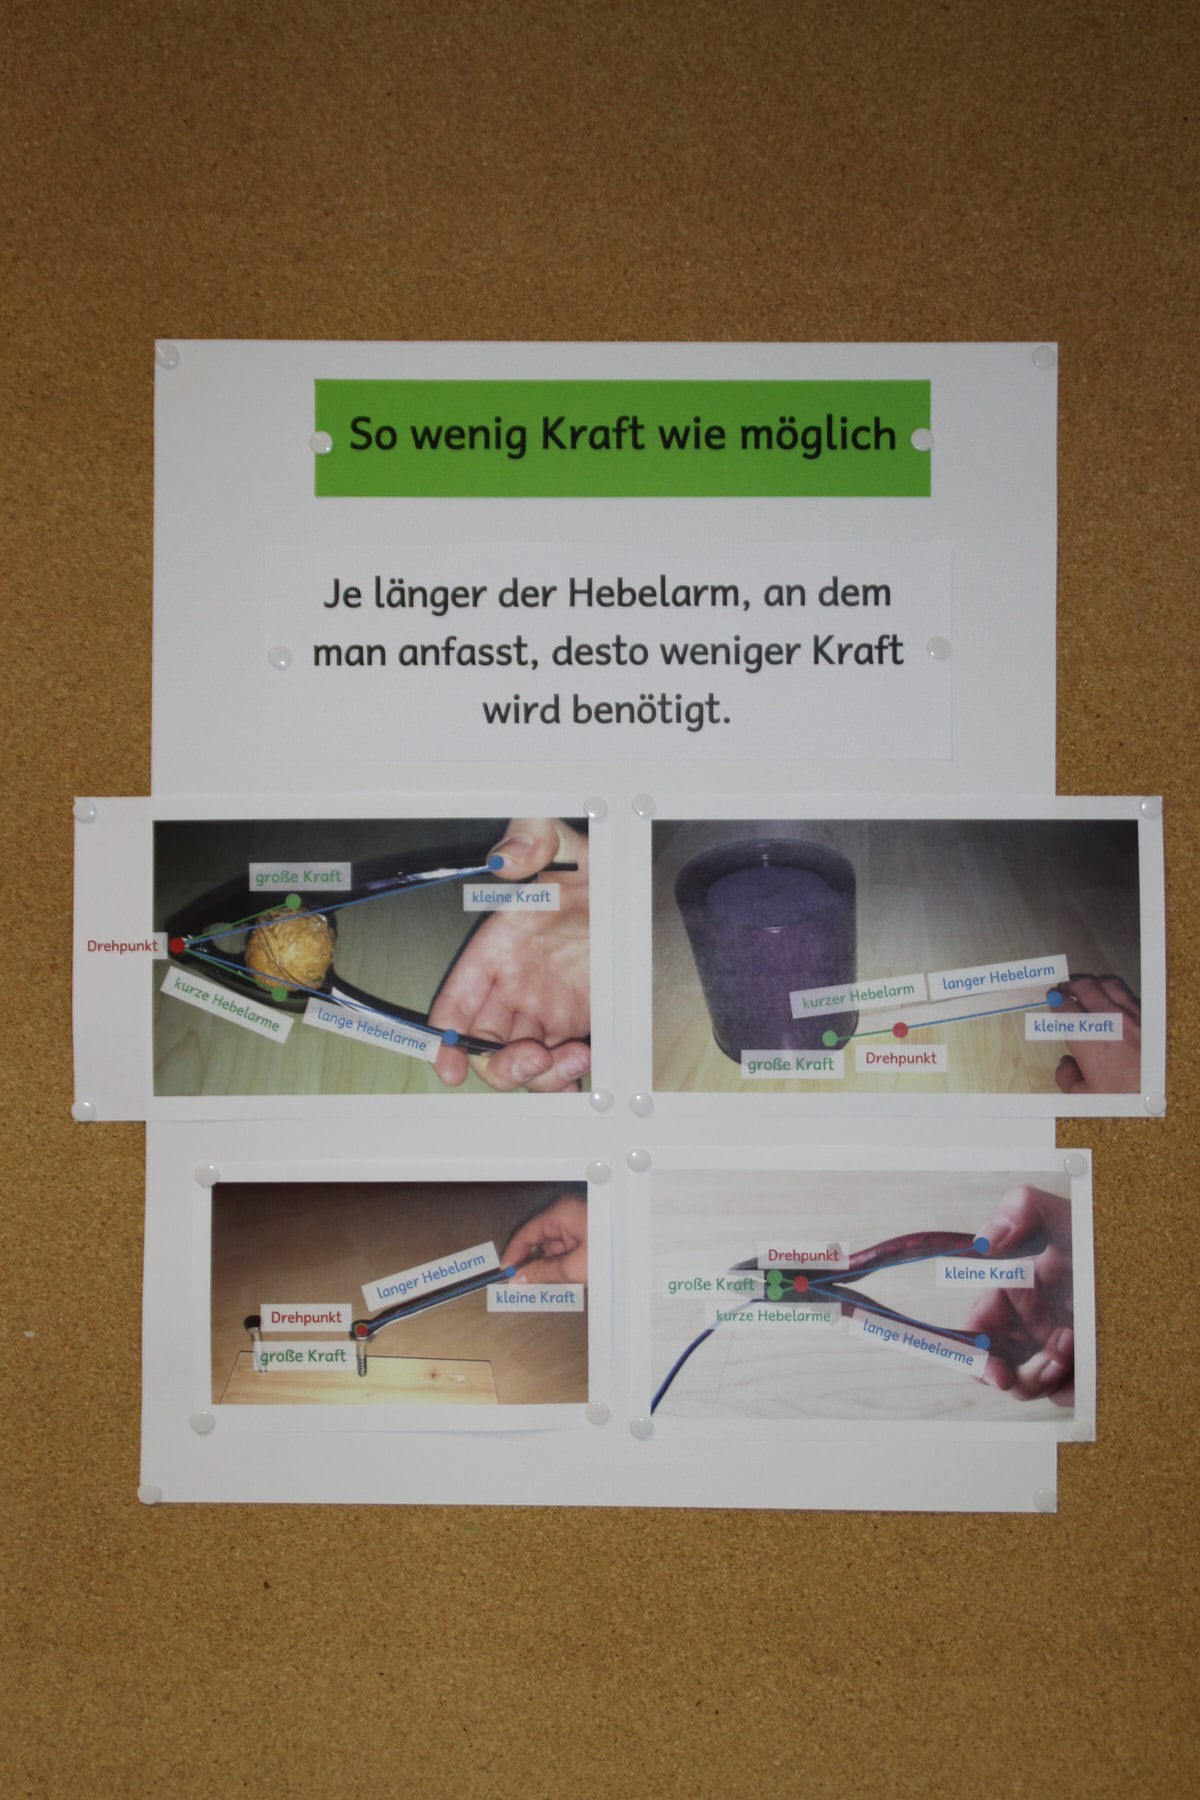 So wenig Kraft wie möglich
Je länger der Hebelarm, an dem
man anfasst, desto weniger Kraft
wird benötigt.
große Kraft
kleine Kraft
Drehpunkt
kurze Hebelarme
lange Hebelarme
kurzer Hebelarm
langer Hebelarm
kleine Kraft
große Kraft
Drehpunkt
langer Hebelarm
kleine Kraft
Drehpunkt
große Kraft
Drehpunkt
große Kraft
kleine Kraft
kurze Hebelarme
lange Hebelarme